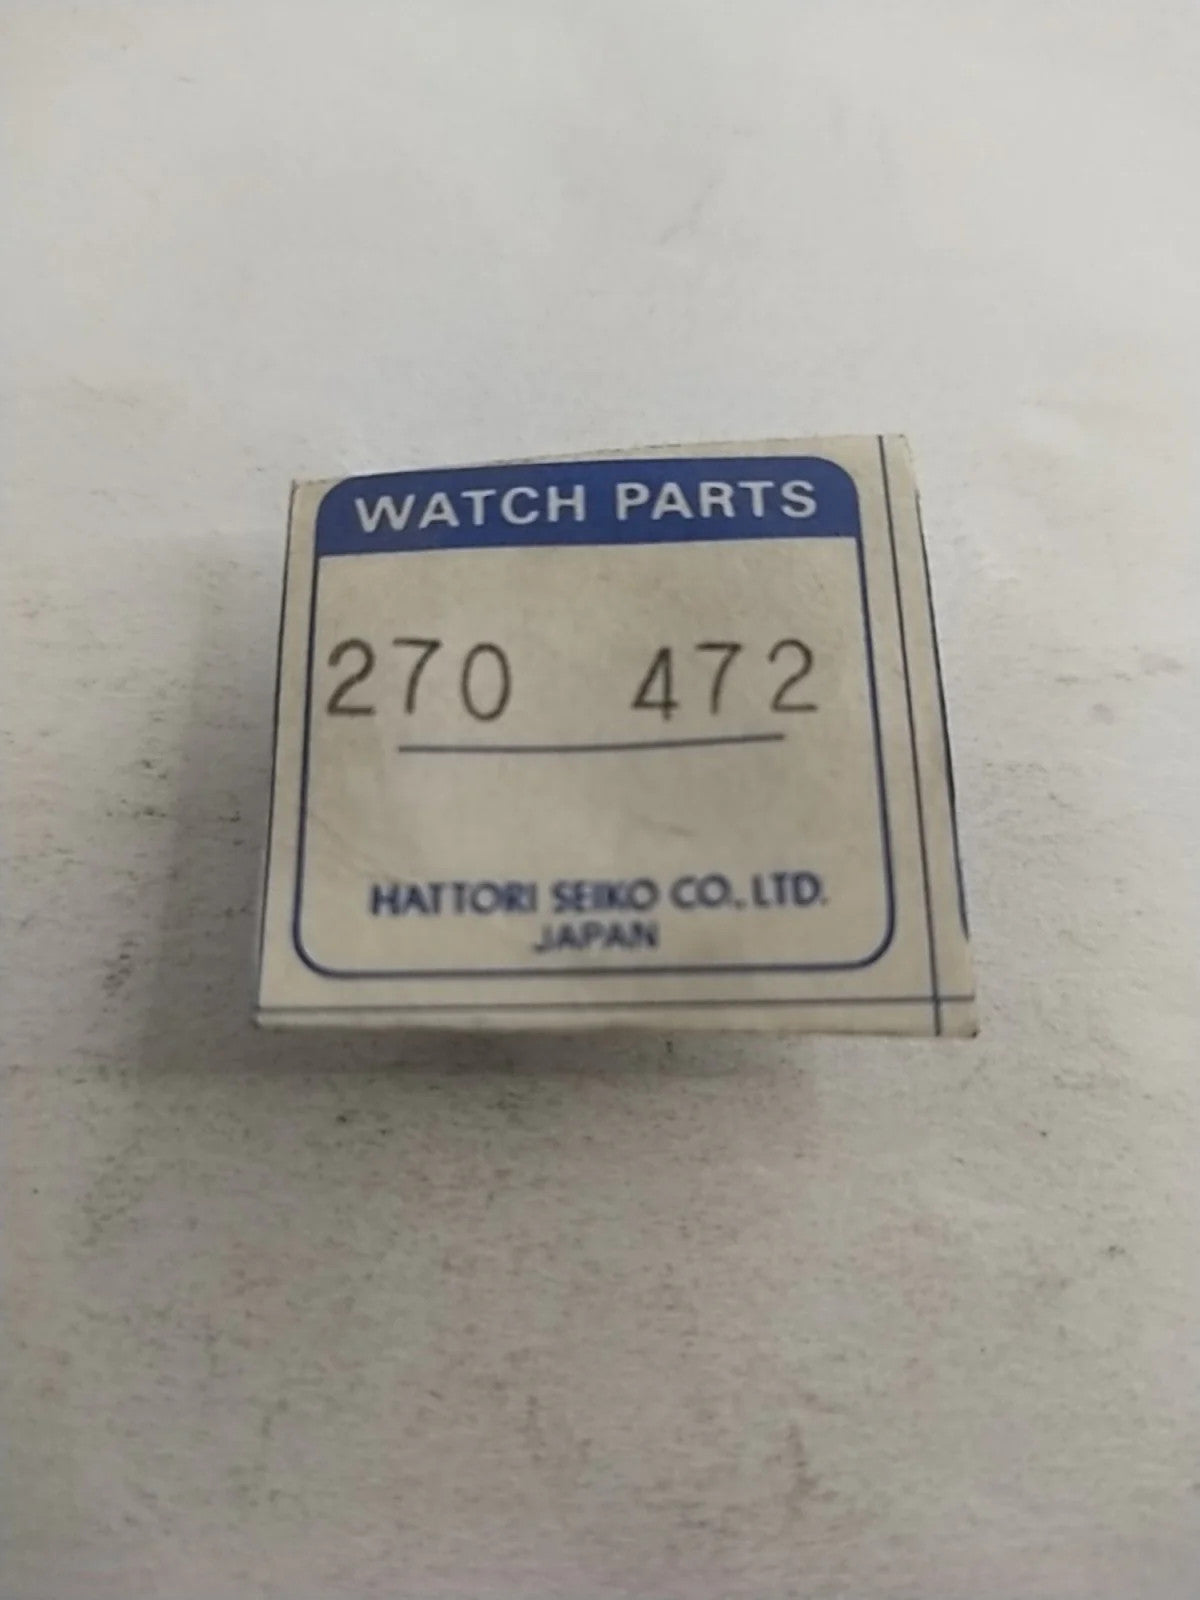 WATCH PARTS
270 472
HATTORI SEIKO CO., LTD.
JAPAN